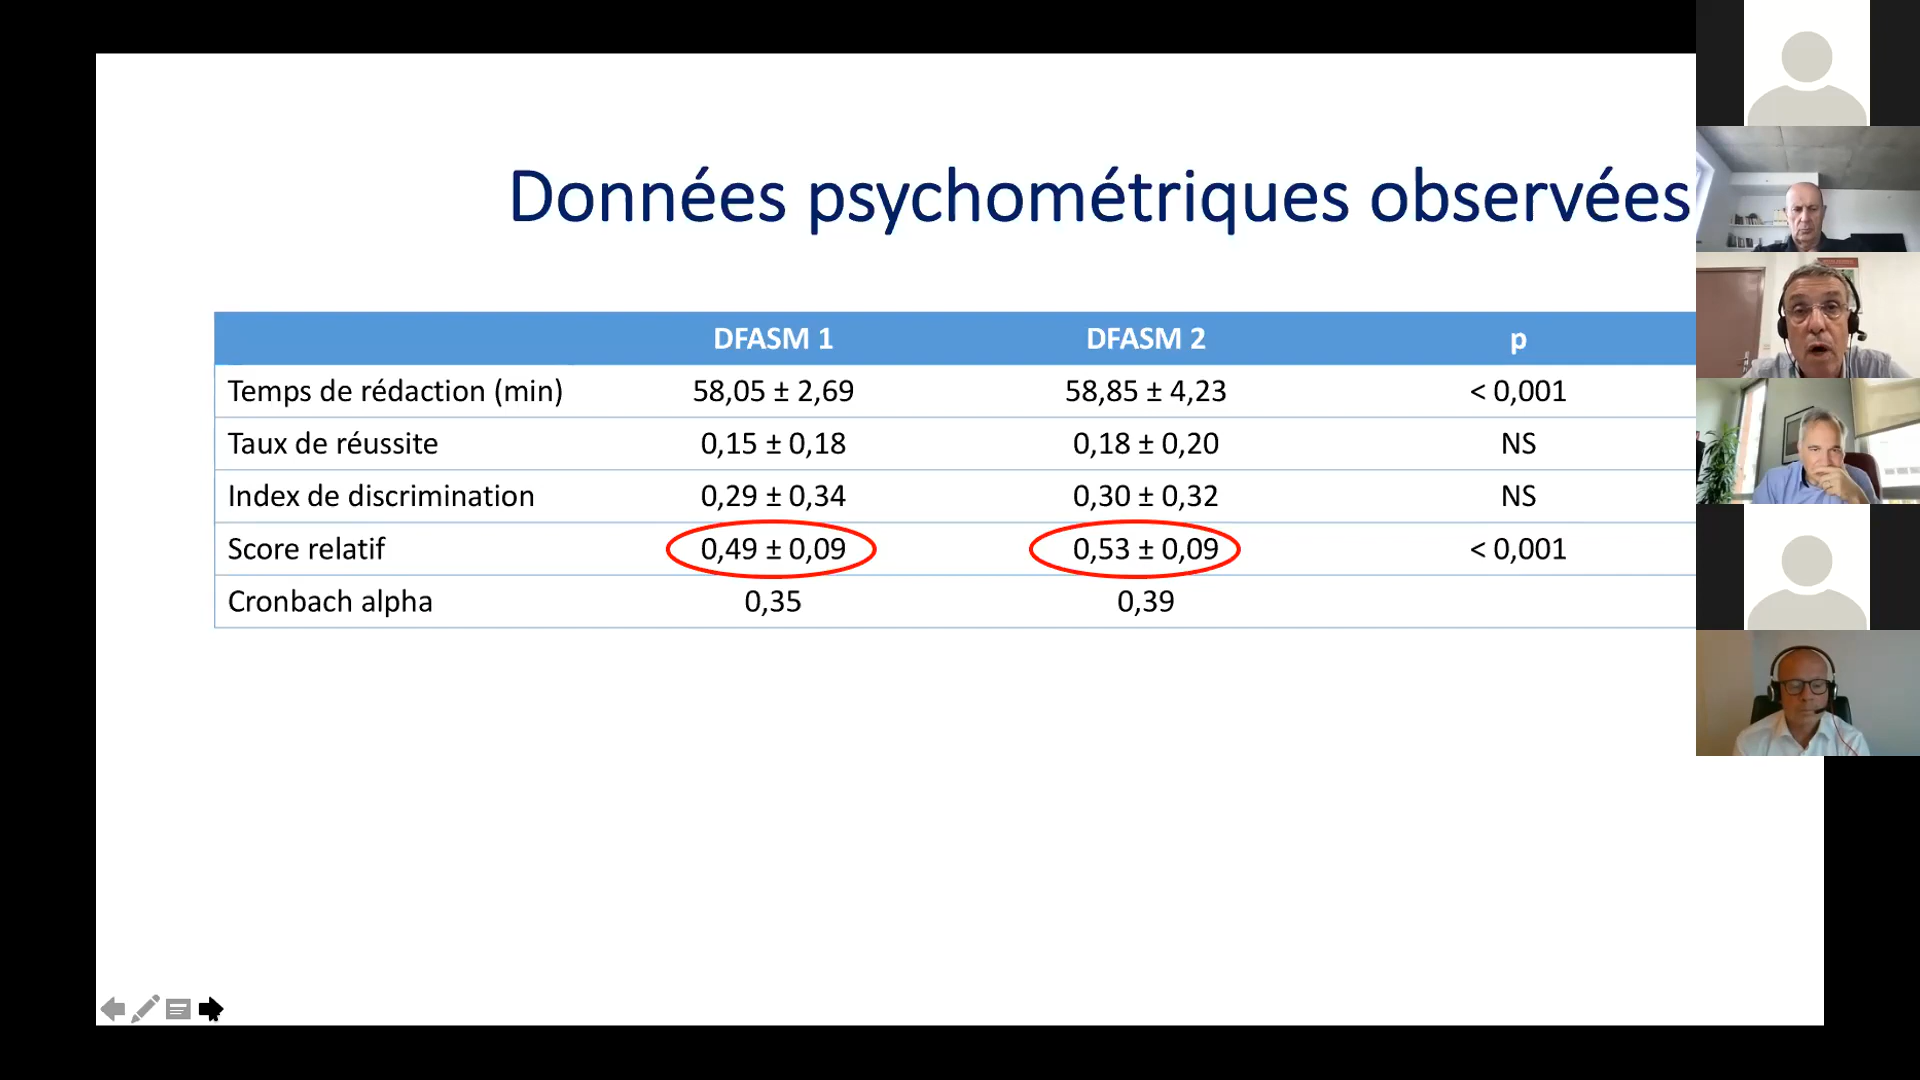 Données psychométriques observées
DFASM 1 DFASM 2 p
Temps de rédaction (min) 58,05 ± 2,69 58,85 ± 4,23 < 0,001
Taux de réussite 0,15 ± 0,18 0,18 ± 0,20 NS
Index de discrimination 0,29 ± 0,34 0,30 ± 0,32 NS
Score relatif 0,49 ± 0,09 0,53 ± 0,09 < 0,001
Cronbach alpha 0,35 0,39